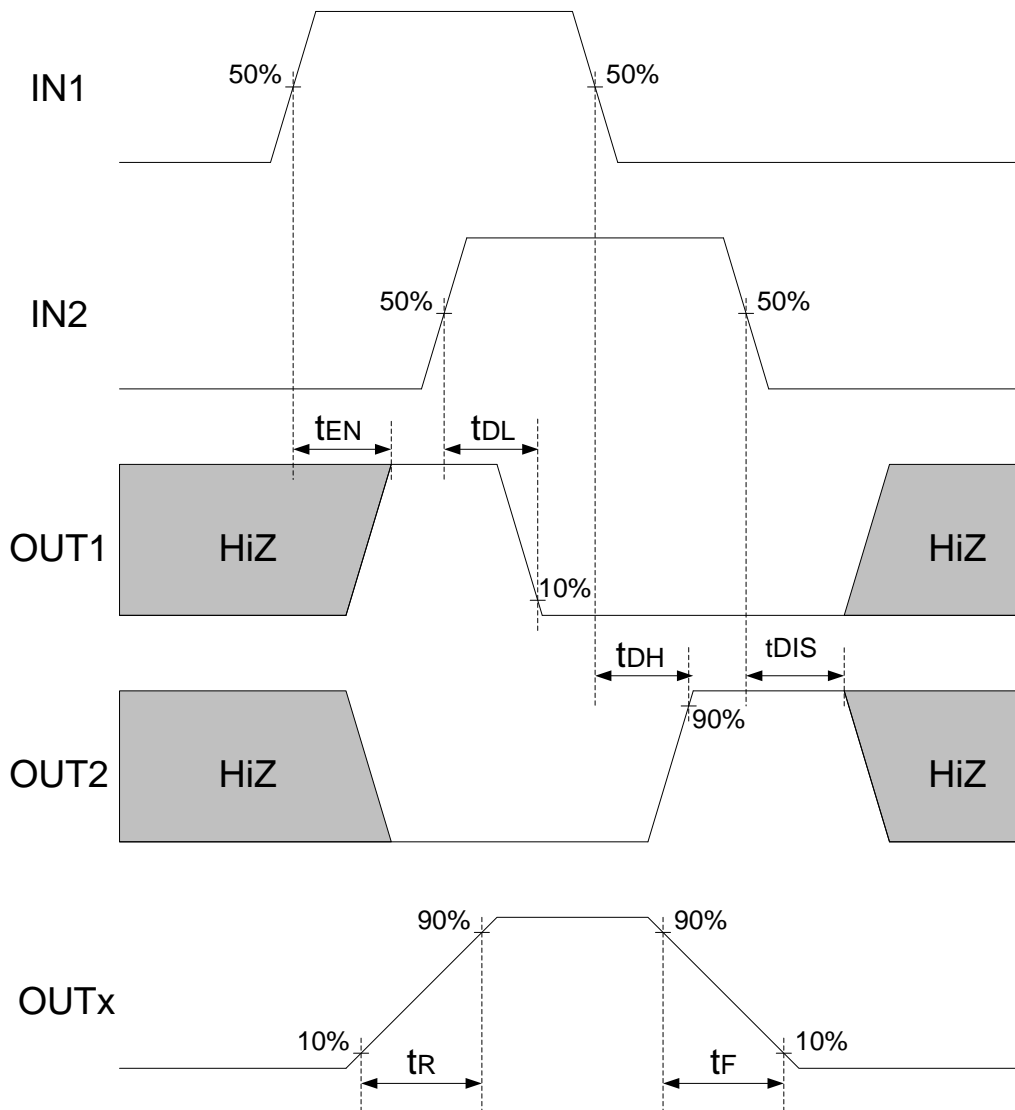 50%
50%
IN1
50%
50%
IN2
tEN
tDL
OUT1
HiZ
HiZ
10%
tDH
tDIS
90%
OUT2
HiZ
HiZ
90%
90%
OUTx
10%
10%
tR
tF